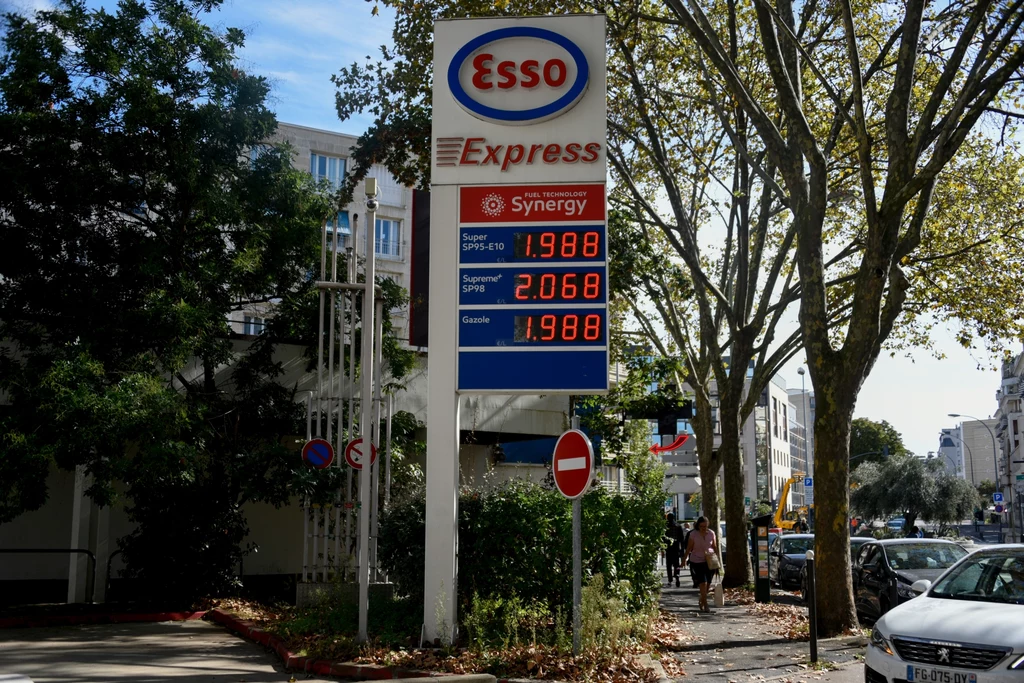 Esso
Express
FUEL TECHNOLOGY
Synergy
Super
SP95-E10
1.988
Supreme+
SP98
2.068
Gazole
1.988
P
P
FG-075-DY